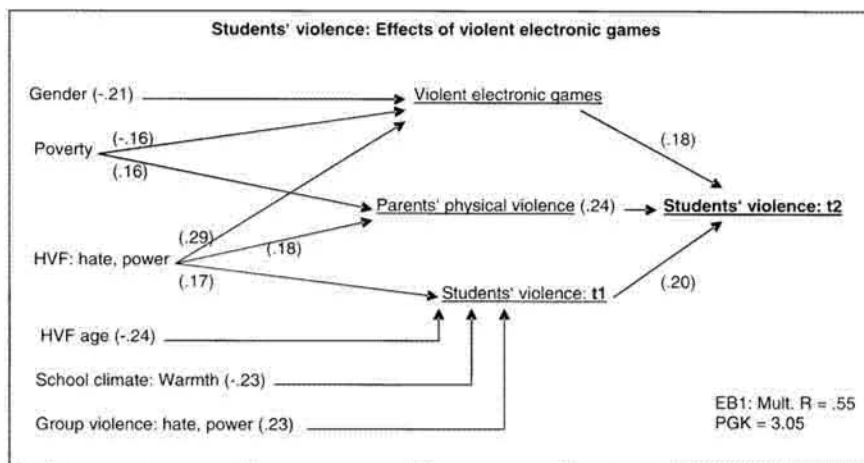 Students' violence: Effects of violent electronic games
Gender (-.21)
Violent electronic games
Poverty
(-.16)
(.16)
(.18)
Parents' physical violence (.24)
Students' violence: t2
(.29)
(.18)
HVF: hate, power
(.17)
Students' violence: t1
(.20)
HVF age (-.24)
School climate: Warmth (-.23)
Group violence: hate, power (.23)
EB1: Mult. R = .55
PGK = 3.05